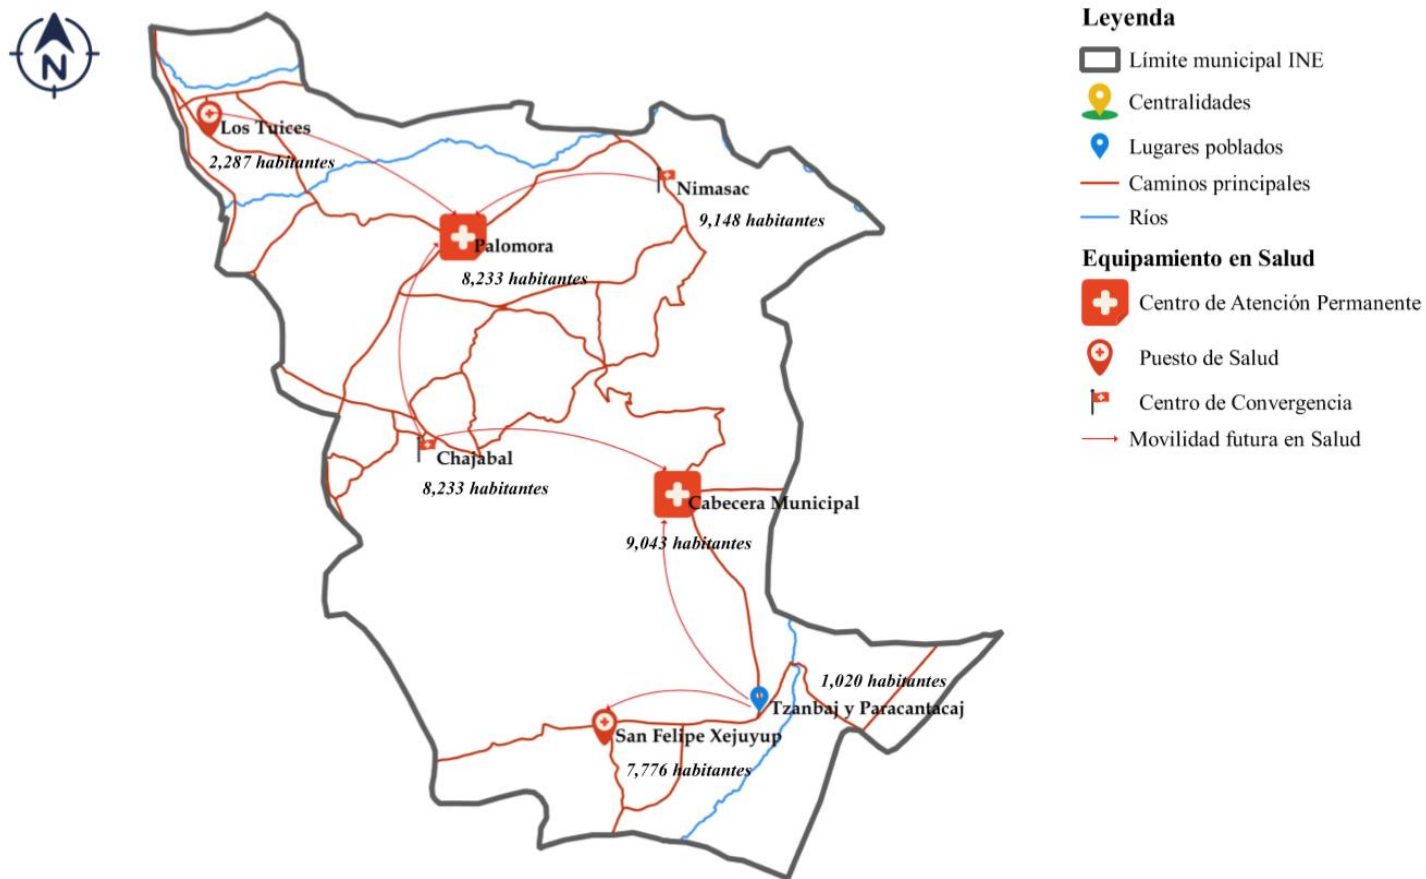 N
Los Tuices
2,287 habitantes
Nimasac
9,148 habitantes
Palomora
8,233 habitantes
Chajabal
8,233 habitantes
Cabecera Municipal
9,043 habitantes
1,020 habitantes
Tzanbaj y Paracantacaj
San Felipe Xejuyup
7,776 habitantes
Leyenda
Límite municipal INE
Centralidades
Lugares poblados
Caminos principales
Ríos
Equipamiento en Salud
Centro de Atención Permanente
Puesto de Salud
Centro de Convergencia
Movilidad futura en Salud